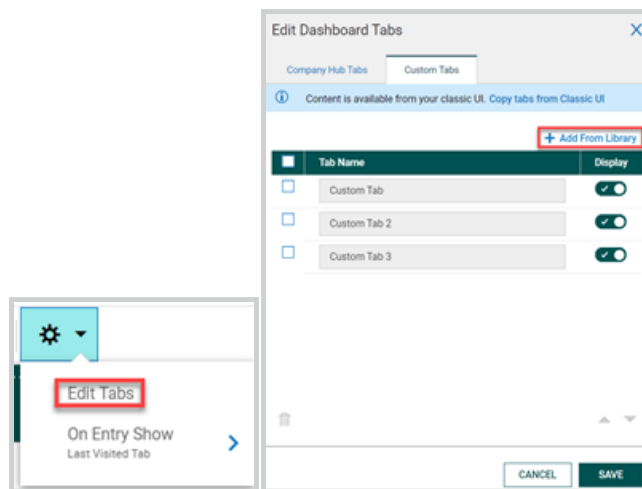 Edit Tabs
On Entry Show
Last Visited Tab
Edit Dashboard Tabs
Company Hub Tabs Custom Tabs
Content is available from your classic UI. Copy tabs from Classic UI
+ Add From Library
Tab Name Display
Custom Tab
Custom Tab 2
Custom Tab 3
CANCEL SAVE